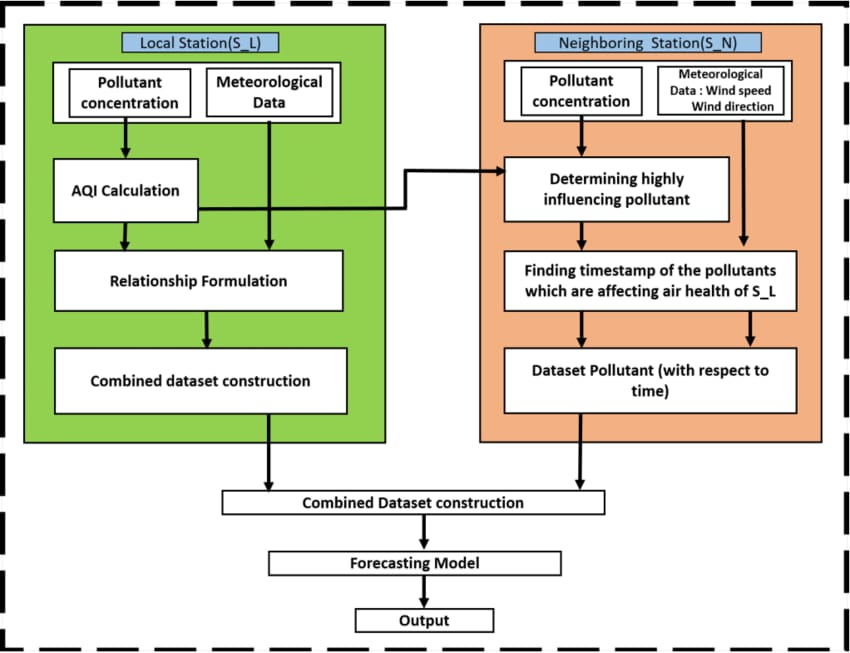 Local Station(S_L)
Pollutant
concentration
Meteorological
Data
AQI Calculation
Relationship Formulation
Combined dataset construction
Neighboring Station(S_N)
Pollutant
concentration
Meteorological
Data : Wind speed
Wind direction
Determining highly
influencing pollutant
Finding timestamp of the pollutants
which are affecting air health of S_L
Dataset Pollutant (with respect to
time)
Combined Dataset construction
Forecasting Model
Output